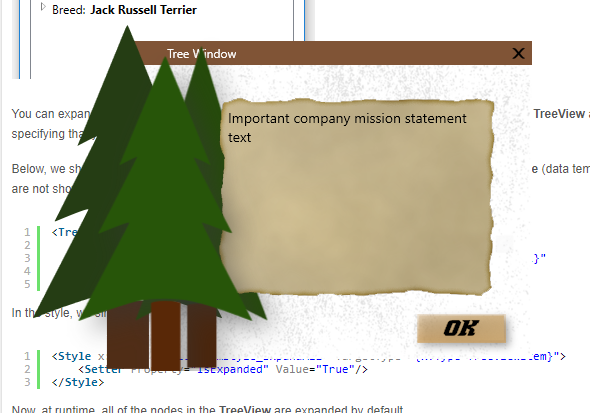 Breed: Jack Russell Terrier
Tree Window
You can expan
TreeView a
specifying tha
Important company mission statement
text
Below, we sh
e (data tem
are not sho
1 <Tre
2
3 }"
4
5
In the style, w
OK
1 <Style x }">
2 <Setter Property="IsExpanded" Value="True"/>
3 </Style>
Now, at runtime, all of the nodes in the TreeView are expanded by default.